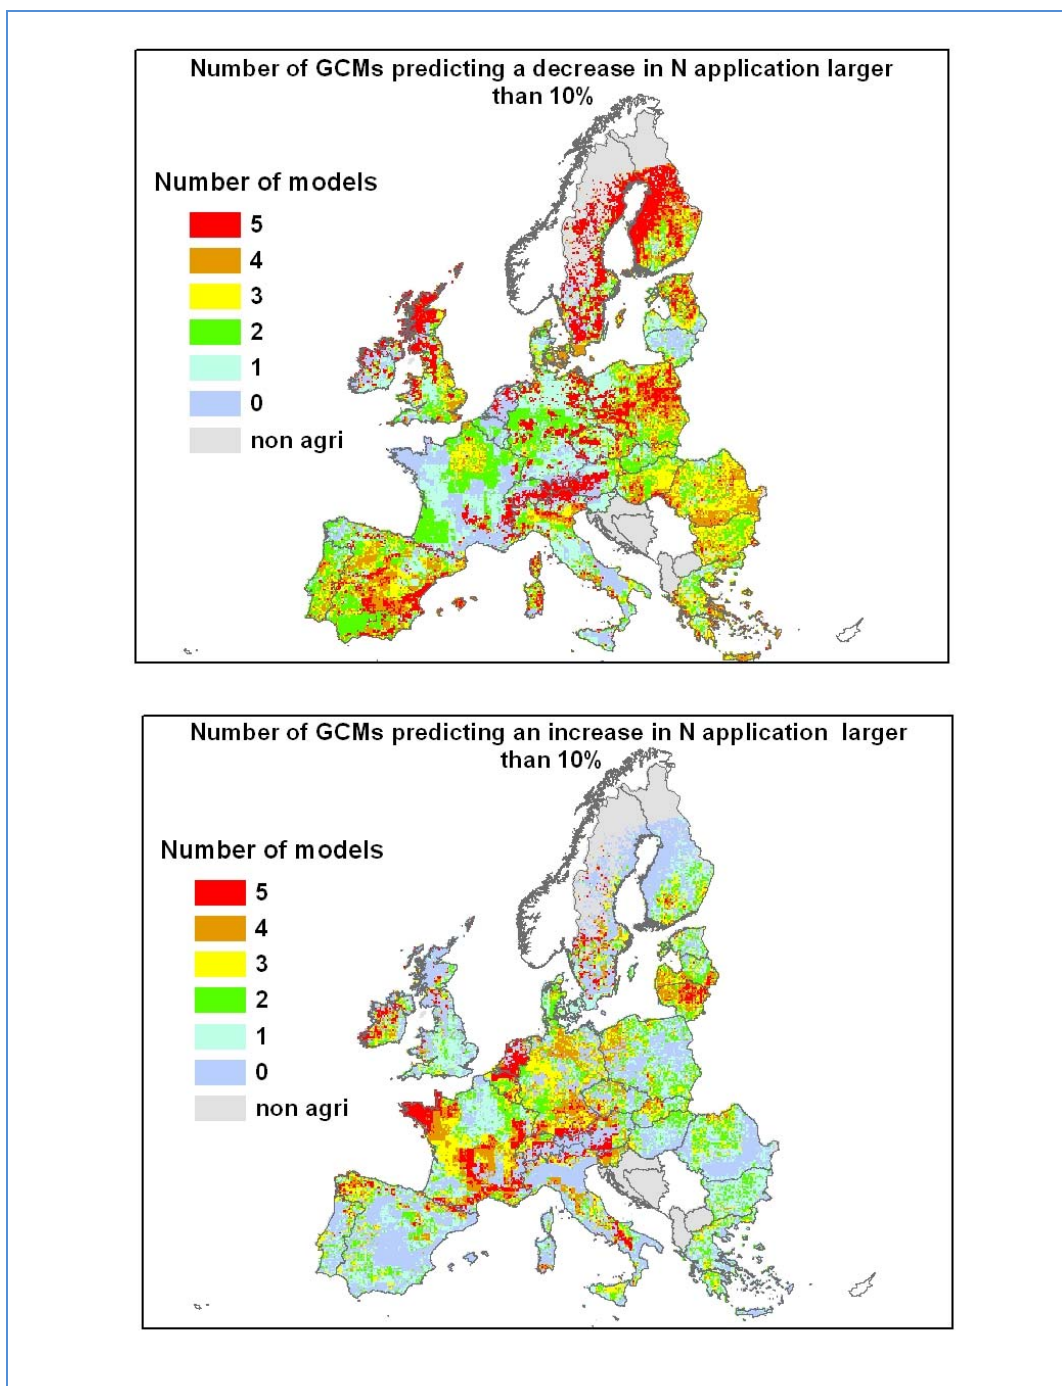 Number of GCMs predicting a decrease in N application larger
than 10%
Number of models
5
4
3
2
1
0
non agri
Number of GCMs predicting an increase in N application larger
than 10%
Number of models
5
4
3
2
1
0
non agri